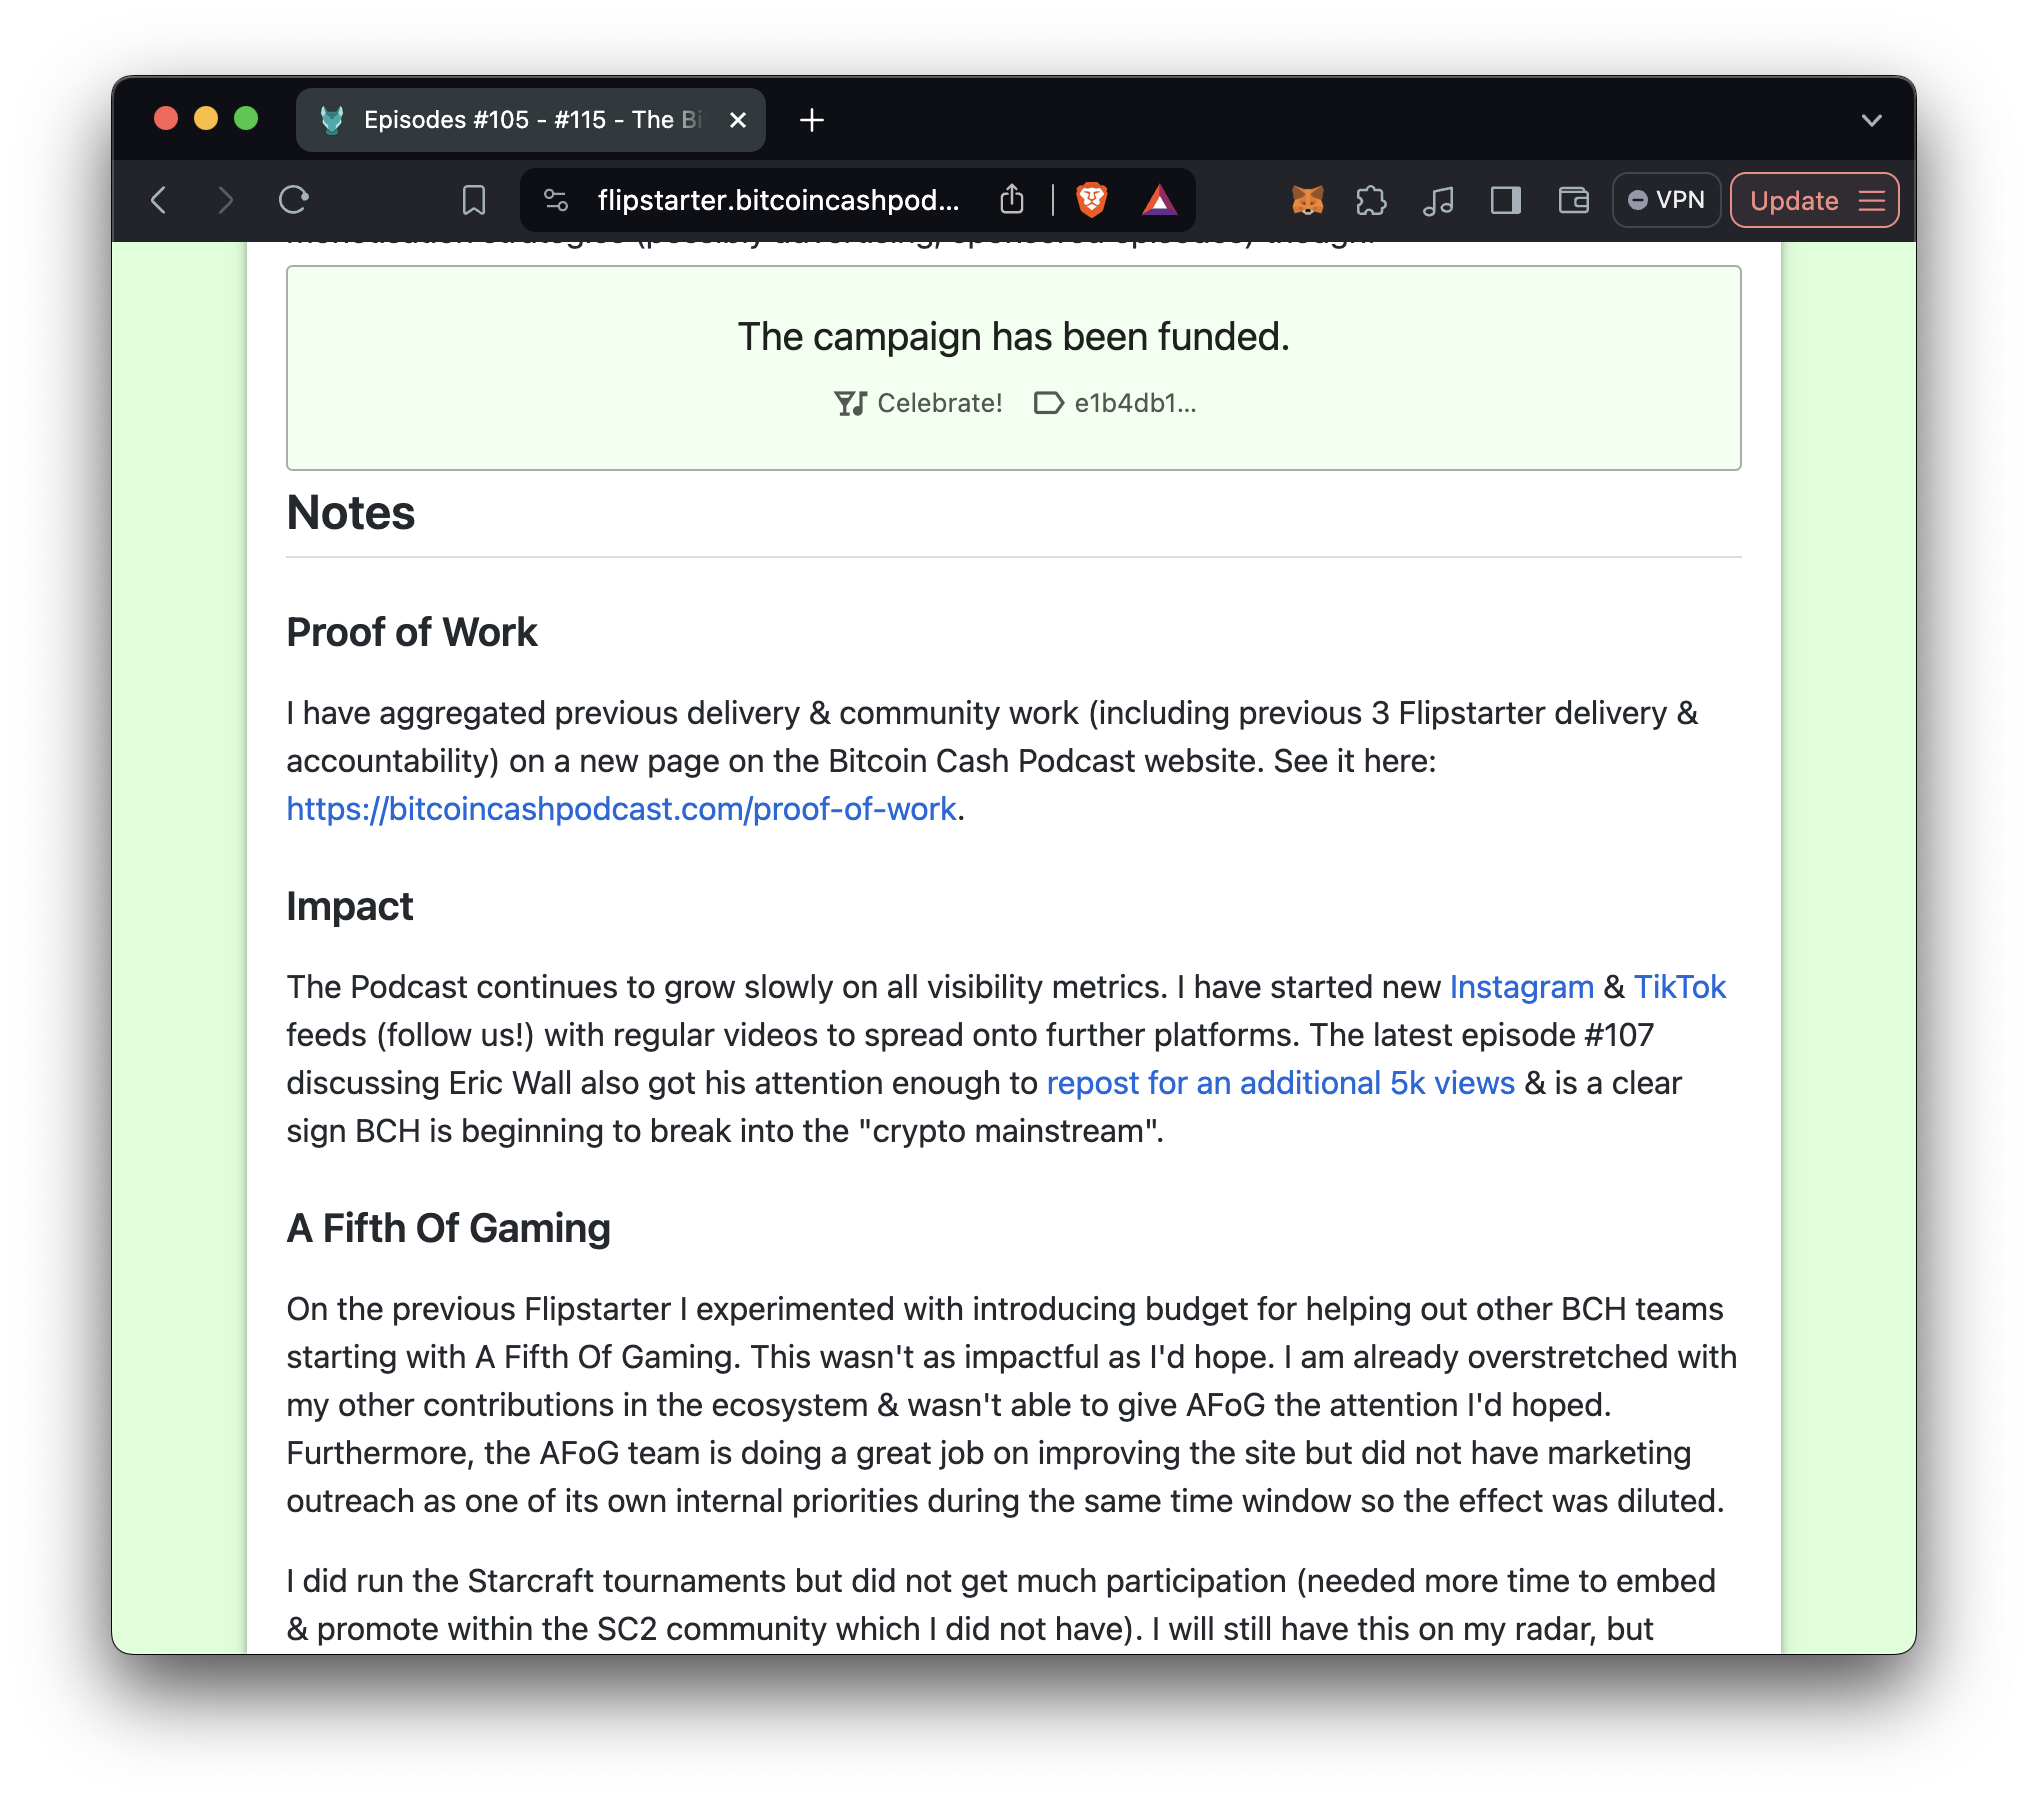 Episodes #105 - #115 - The Bi
flipstarter.bitcoincashpod...
VPN
Update
monetisation strategies (possibly advertising, sponsored episodes) though.
The campaign has been funded.
Celebrate!
e1b4db1...
Notes
Proof of Work
I have aggregated previous delivery & community work (including previous 3 Flipstarter delivery &
accountability) on a new page on the Bitcoin Cash Podcast website. See it here:
https://bitcoincashpodcast.com/proof-of-work.
Impact
The Podcast continues to grow slowly on all visibility metrics. I have started new Instagram & TikTok
feeds (follow us!) with regular videos to spread onto further platforms. The latest episode #107
discussing Eric Wall also got his attention enough to repost for an additional 5k views & is a clear
sign BCH is beginning to break into the "crypto mainstream".
A Fifth Of Gaming
On the previous Flipstarter I experimented with introducing budget for helping out other BCH teams
starting with A Fifth Of Gaming. This wasn't as impactful as I'd hope. I am already overstretched with
my other contributions in the ecosystem & wasn't able to give AFoG the attention I'd hoped.
Furthermore, the AFoG team is doing a great job on improving the site but did not have marketing
outreach as one of its own internal priorities during the same time window so the effect was diluted.
I did run the Starcraft tournaments but did not get much participation (needed more time to embed
& promote within the SC2 community which I did not have). I will still have this on my radar, but